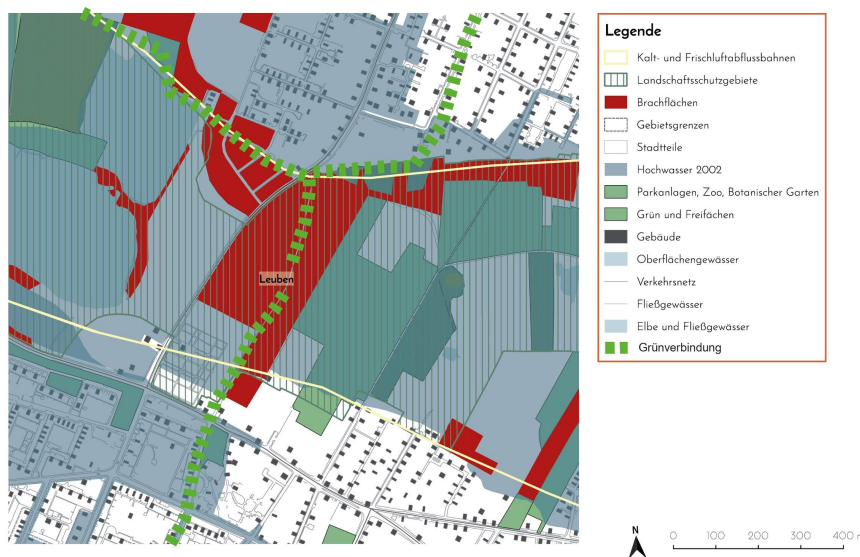 Leuben
Legende
Kalt- und Frischluftabflussbahnen
Landschaftsschutzgebiete
Brachflächen
Gebietsgrenzen
Stadtteile
Hochwasser 2002
Parkanlagen, Zoo, Botanischer Garten
Grün und Freifächen
Gebäude
Oberflächengewässer
Verkehrsnetz
Fließgewässer
Elbe und Fließgewässer
Grünverbindung
N
0 100 200 300 400 r